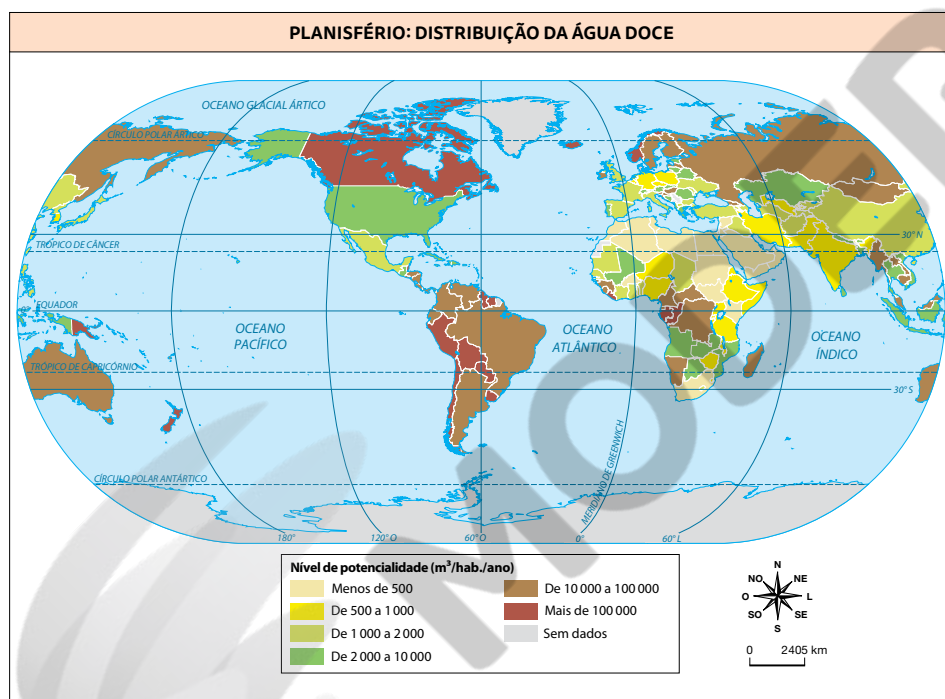 PLANISFÉRIO: DISTRIBUIÇÃO DA ÁGUA DOCE
OCEANO GLACIAL ÁRTICO
CÍRCULO POLAR ÁRTICO
30° N
TRÓPICO DE CÂNCER
EQUADOR
0°
OCEANO
PACÍFICO
OCEANO
ATLÂNTICO
OCEANO
ÍNDICO
TRÓPICO DE CAPRICÓRNIO
30° S
CÍRCULO POLAR ANTÁRTICO
MERIDIANO DE GREENWICH
180°
120° O
60° O
0°
60° L
Nível de potencialidade (m³/hab./ano)
Menos de 500
De 500 a 1 000
De 1 000 a 2 000
De 2 000 a 10 000
De 10 000 a 100 000
Mais de 100 000
Sem dados
N
NO
NE
O
L
SO
SE
S
0
2405 km